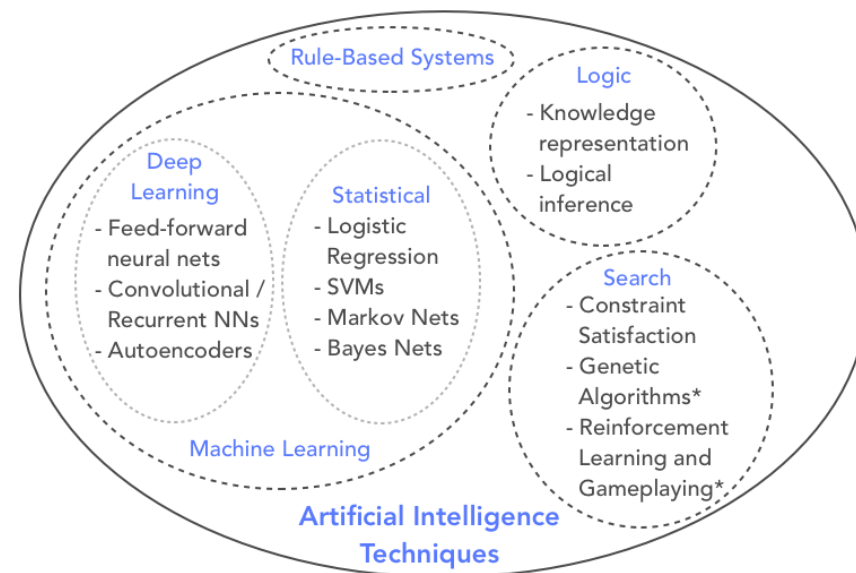 Rule-Based Systems
Logic
- Knowledge
representation
- Logical
inference
Deep
Learning
- Feed-forward
neural nets
- Convolutional /
Recurrent NNs
- Autoencoders
Statistical
- Logistic
Regression
- SVMs
- Markov Nets
- Bayes Nets
Search
- Constraint
Satisfaction
- Genetic
Algorithms*
- Reinforcement
Learning and
Gameplaying*
Machine Learning
Artificial Intelligence
Techniques